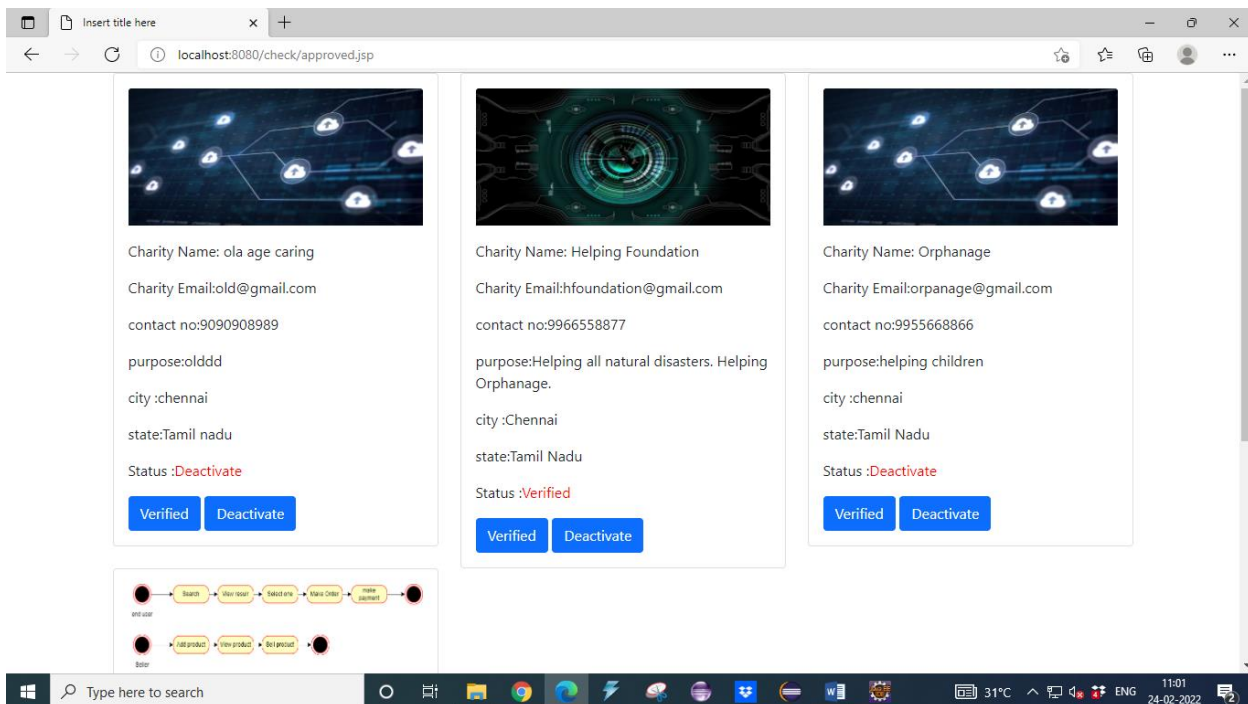 Insert title here
localhost:8080/check/approved.jsp
Charity Name: ola age caring
Charity Email:old@gmail.com
contact no:9090908989
purpose:olddd
city :chennai
state:Tamil nadu
Status :Deactivate
Verified Deactivate
Charity Name: Helping Foundation
Charity Email:hfoundation@gmail.com
contact no:9966558877
purpose:Helping all natural disasters. Helping
Orphanage.
city :Chennai
state:Tamil Nadu
Status :Verified
Verified Deactivate
Charity Name: Orphanage
Charity Email:orpanage@gmail.com
contact no:9955668866
purpose:helping children
city :chennai
state:Tamil Nadu
Status :Deactivate
Verified Deactivate
Search Select one Make Order make
payment
end user
Add product View product
Type here to search
31°C ENG 11:01
24-02-2022